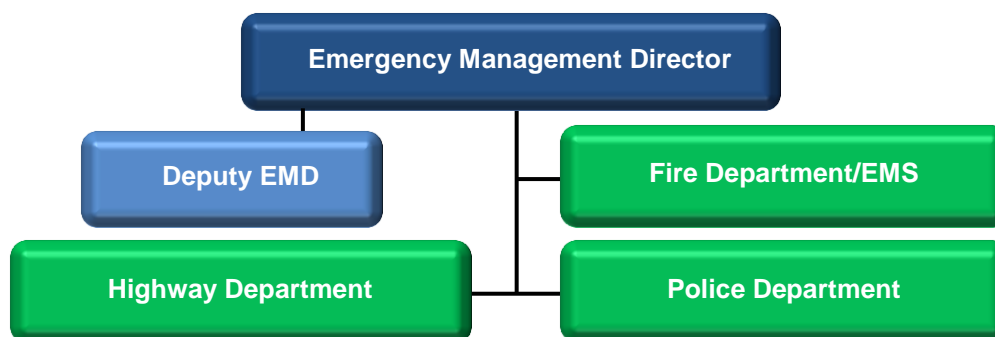 Emergency Management Director
Deputy EMD
Fire Department/EMS
Highway Department
Police Department